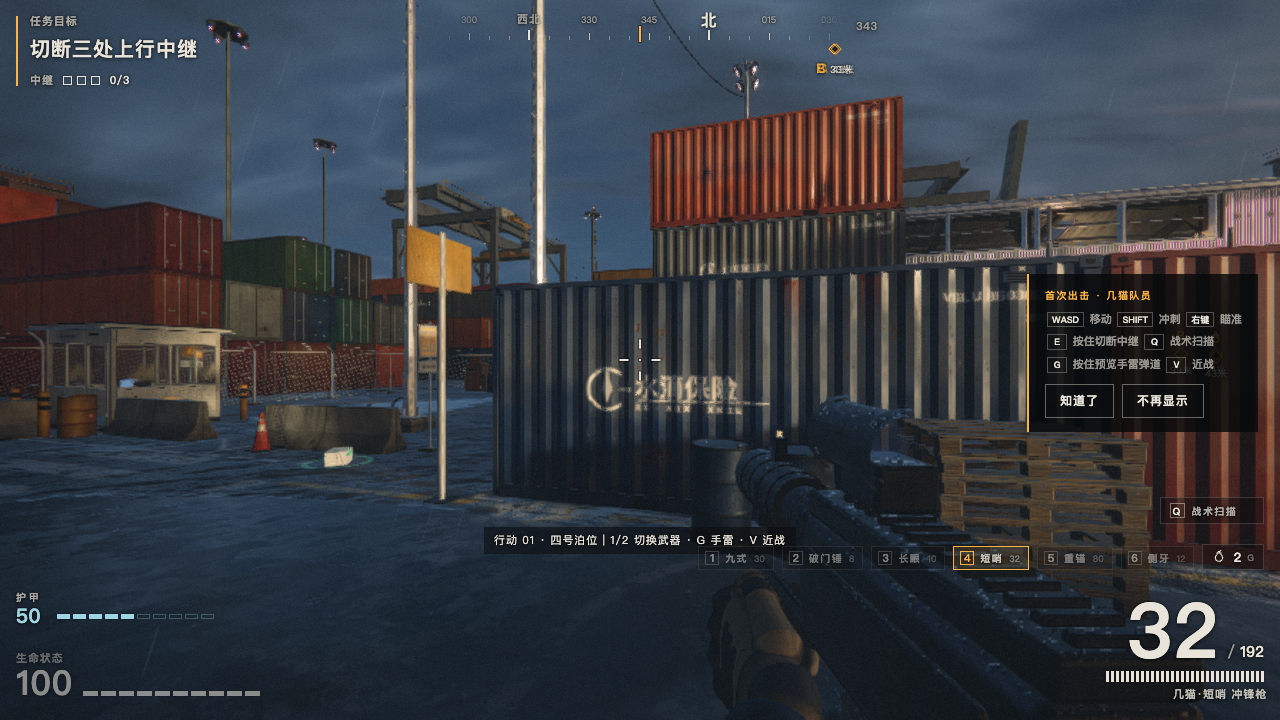 任务目标
切断三处上行中继
中继 0/3
300 西北 330 345 北 015 030 343
B
首次出击 · 几猫队员
WASD 移动 SHIFT 冲刺 右键 瞄准
E 按住切断中继 Q 战术扫描
G 按住预览手雷弹道 V 近战
知道了 不再显示
Q 战术扫描
行动 01 · 四号泊位 | 1/2 切换武器 · G 手雷 · V 近战
1 九式 30 2 破门锤 8 3 长眼 10 4 短哨 32 5 重锚 80 6 侧牙 12 2 G
护甲
50
生命状态
100
32 / 192
几猫·短哨 冲锋枪